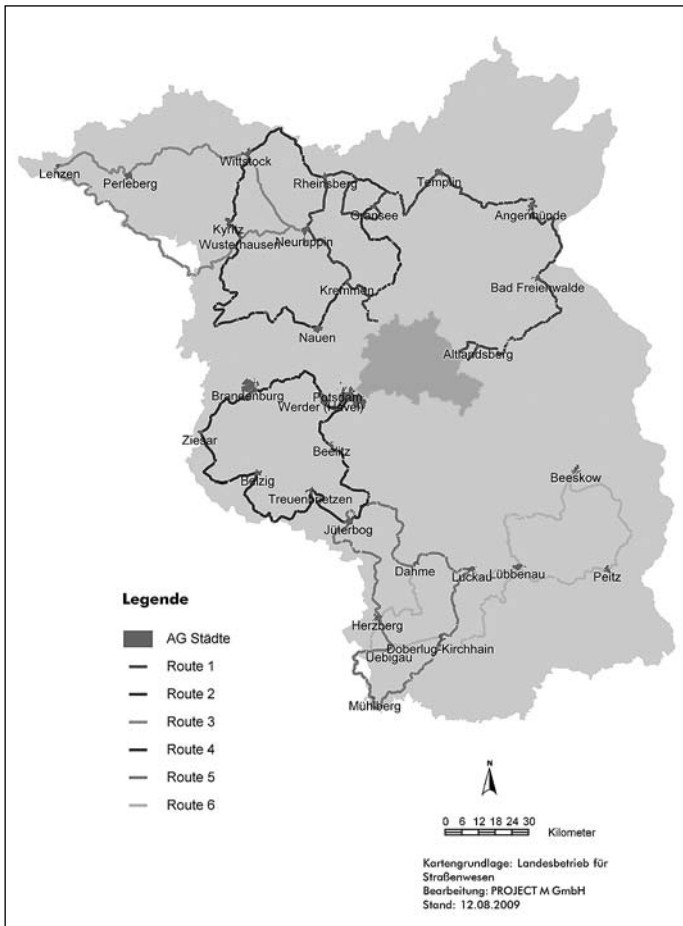 Wittstock
Lenzen
Perleberg
Rheinsberg
Templin
Gransee
Angermünde
Kyritz
Wusterhausen
Neuruppin
Kremmen
Bad Freienwalde
Nauen
Altlandsberg
Brandenburg
Potsdam
Werder (Havel)
Ziesar
Beelitz
Belzig
Beeskow
Treuenbrietzen
Jüterbog
Dahme
Luckau
Lübbenau
Peitz
Herzberg
Doberlug-Kirchhain
Uebigau
Mühlberg
Legende
AG Städte
Route 1
Route 2
Route 3
Route 4
Route 5
Route 6
N
0 6 12 18 24 30
Kilometer
Kartengrundlage: Landesbetrieb für
Straßenwesen
Bearbeitung: PROJECT M GmbH
Stand: 12.08.2009